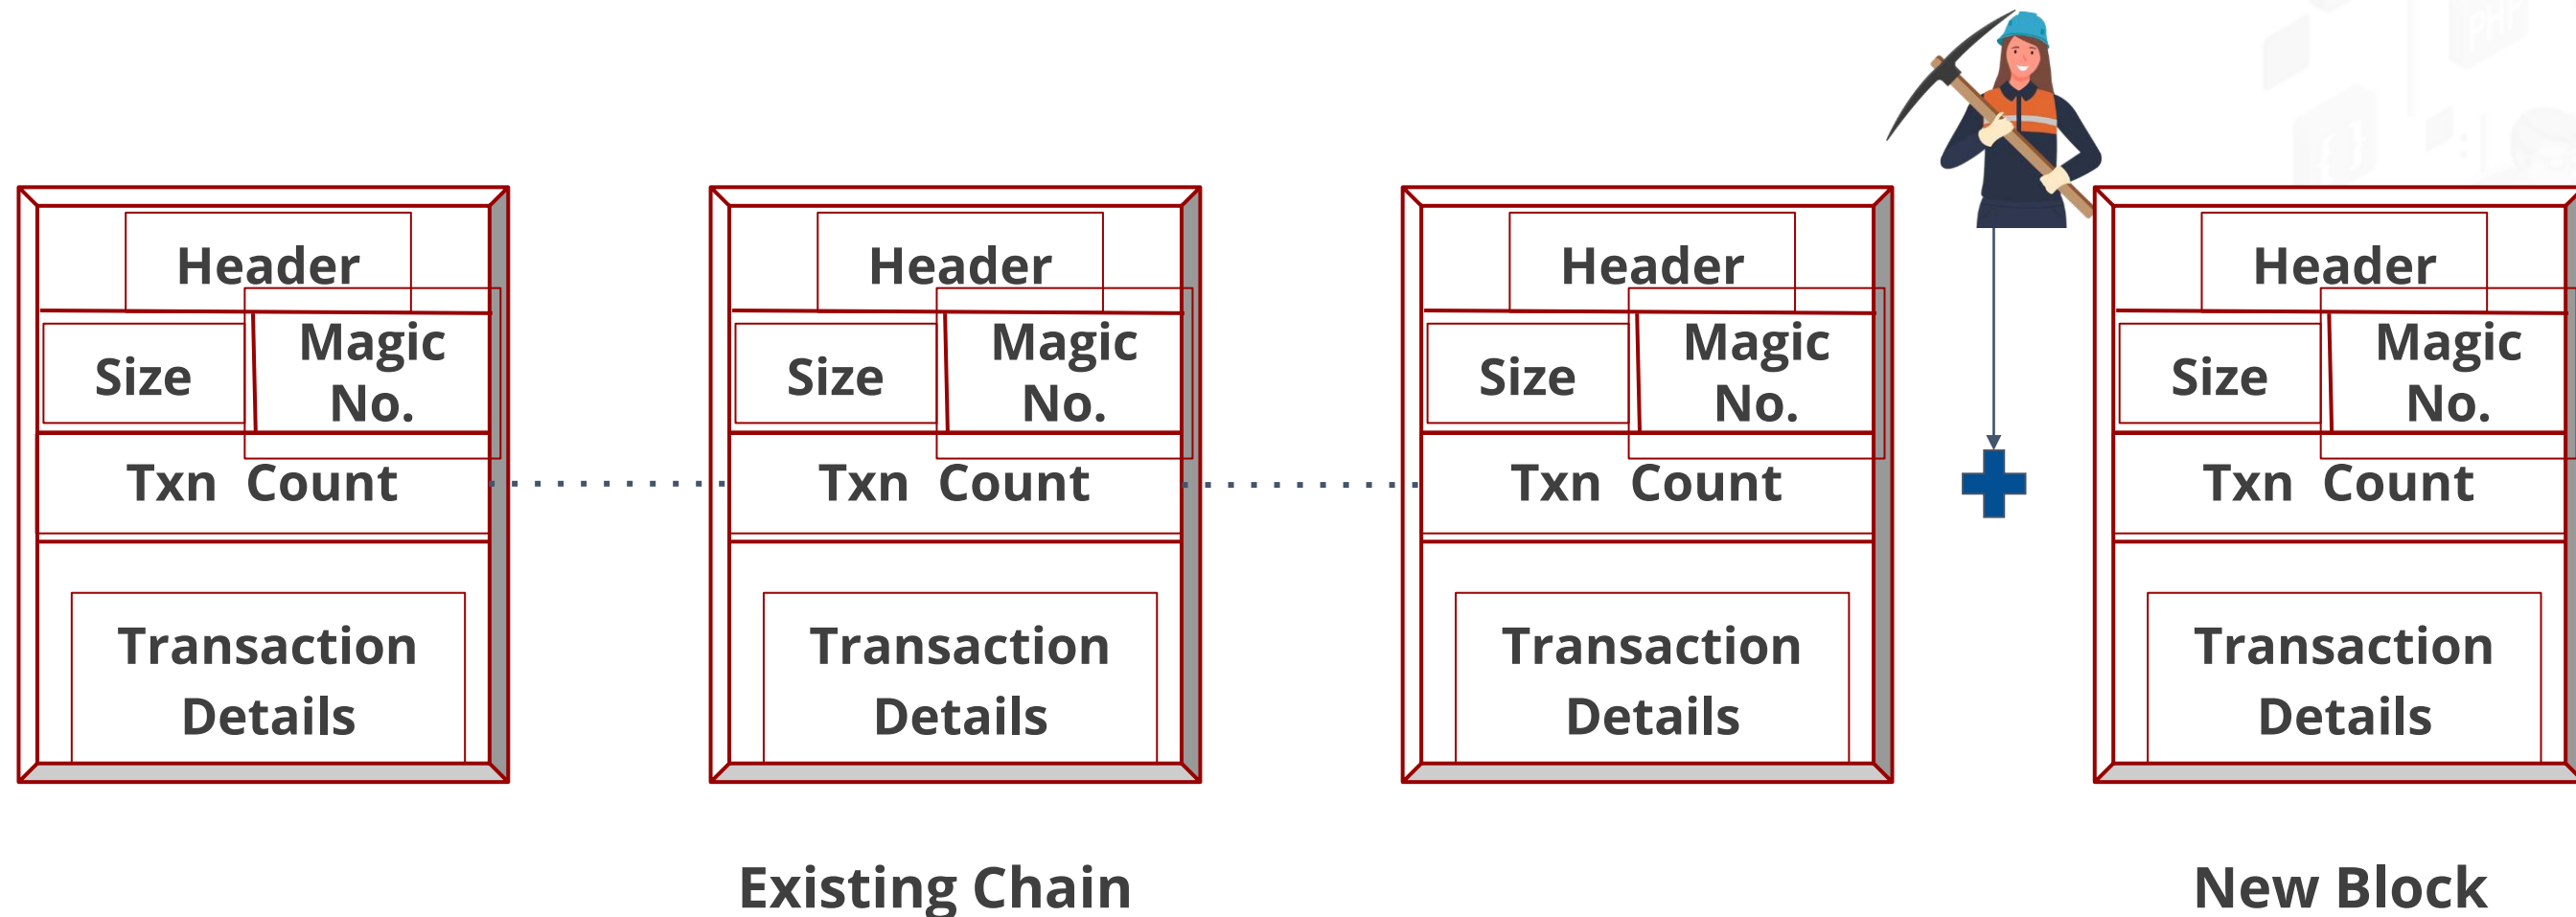 Header
Size
Magic
No.
Txn Count
Transaction
Details
Header
Size
Magic
No.
Txn Count
Transaction
Details
Header
Size
Magic
No.
Txn Count
Transaction
Details
PHP
Header
Size
Magic
No.
Txn Count
Transaction
Details
Existing Chain
New Block